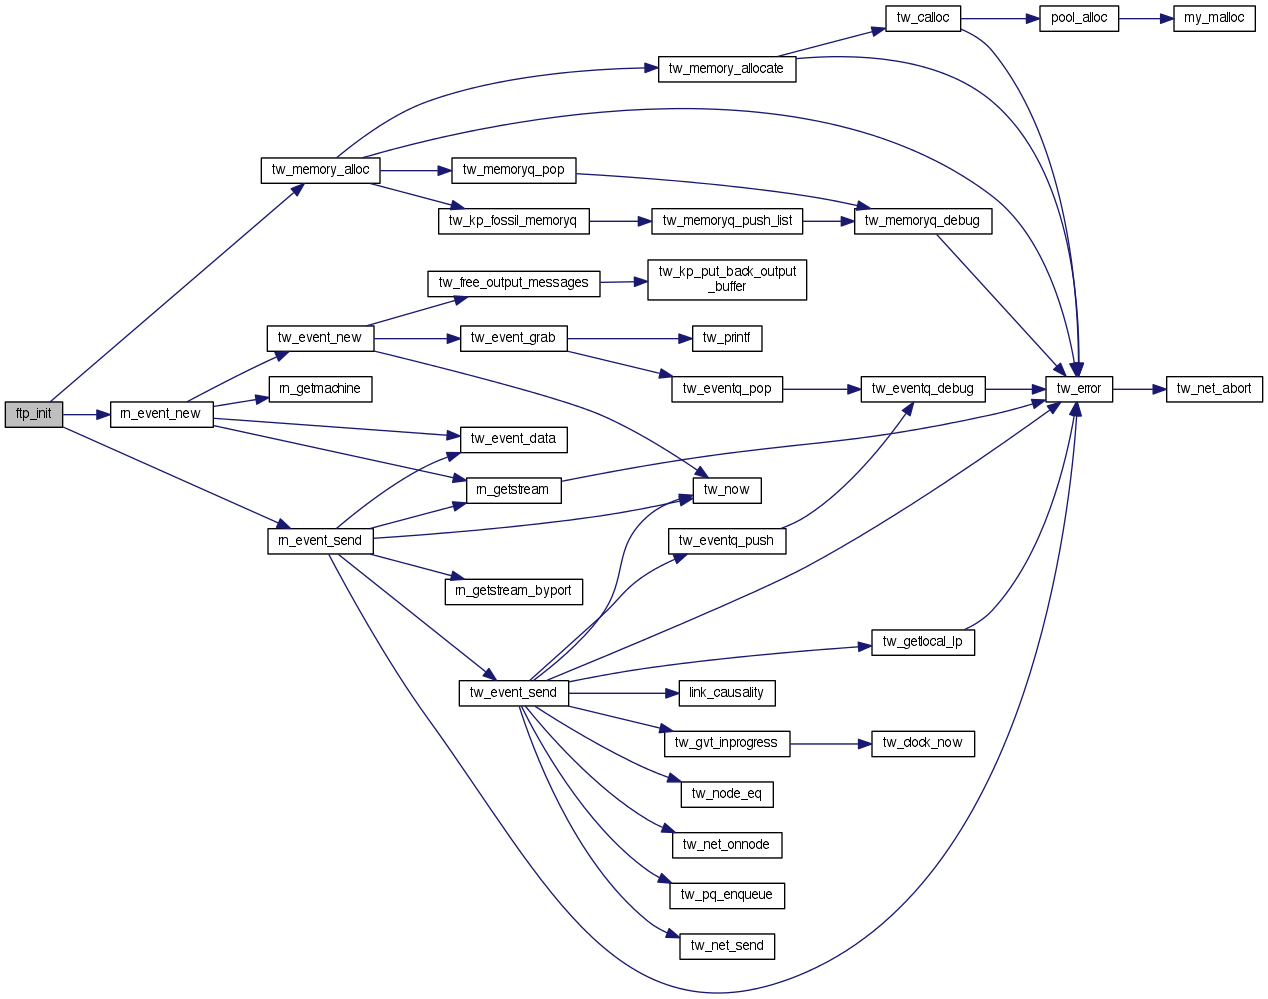 tw_calloc
pool_alloc
my_malloc
tw_memory_allocate
tw_memory_alloc
tw_memoryq_pop
tw_kp_fossil_memoryq
tw_memoryq_push_list
tw_memoryq_debug
tw_free_output_messages
tw_kp_put_back_output
_buffer
tw_event_new
tw_event_grab
tw_printf
rn_getmachine
tw_eventq_pop
tw_eventq_debug
tw_error
tw_net_abort
ftp_init
rn_event_new
tw_event_data
rn_getstream
tw_now
rn_event_send
tw_eventq_push
rn_getstream_byport
tw_getlocal_lp
tw_event_send
link_causality
tw_gvt_inprogress
tw_clock_now
tw_node_eq
tw_net_onnode
tw_pq_enqueue
tw_net_send